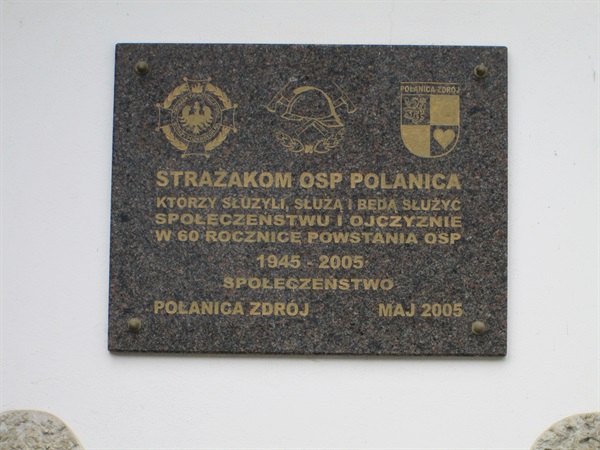 POLANICA ZDRÓJ
STRAŻAKOM OSP POLANICA
KTÓRZY SŁUŻYLI, SŁUŻĄ I BĘDĄ SŁUŻYĆ
SPOŁECZEŃSTWU I OJCZYZNIE
W 60 ROCZNICĘ POWSTANIA OSP
1945 - 2005
SPOŁECZEŃSTWO
POLANICA ZDRÓJ MAJ 2005